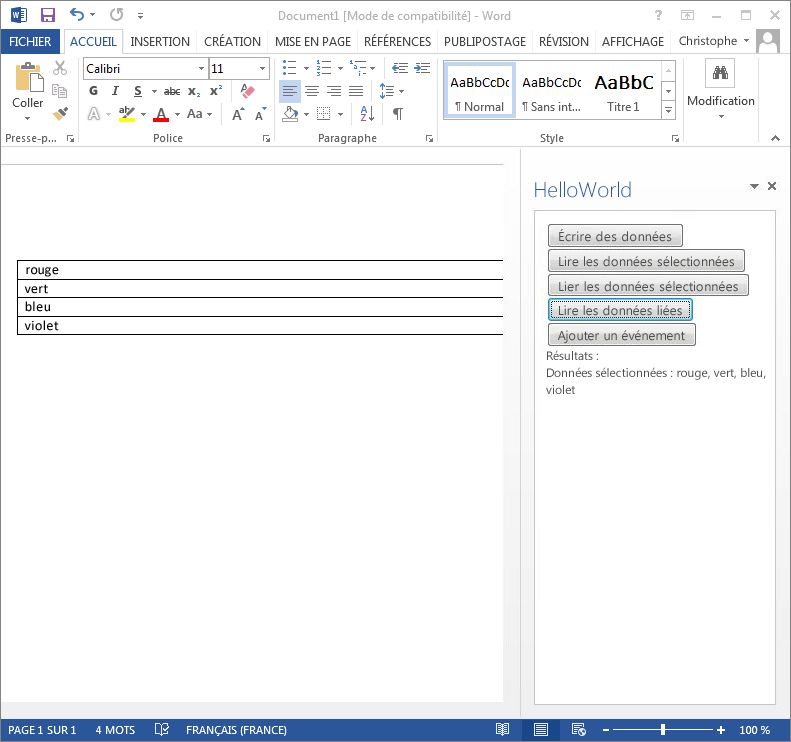 Document1 [Mode de compatibilité] - Word
?
FICHIER ACCUEIL INSERTION CRÉATION MISE EN PAGE RÉFÉRENCES PUBLIPOSTAGE RÉVISION AFFICHAGE Christophe
Coller
Calibri 11
G I S abc x₂ x²
A ab A Aa A A
AaBbCcDc AaBbCcDc AaBbC
¶ Normal ¶ Sans int... Titre 1
Modification
Presse-p... Police Paragraphe Style
HelloWorld
rouge
vert
bleu
violet
Écrire des données
Lire les données sélectionnées
Lier les données sélectionnées
Lire les données liées
Ajouter un événement
Résultats :
Données sélectionnées : rouge, vert, bleu,
violet
PAGE 1 SUR 1 4 MOTS FRANÇAIS (FRANCE) 100 %